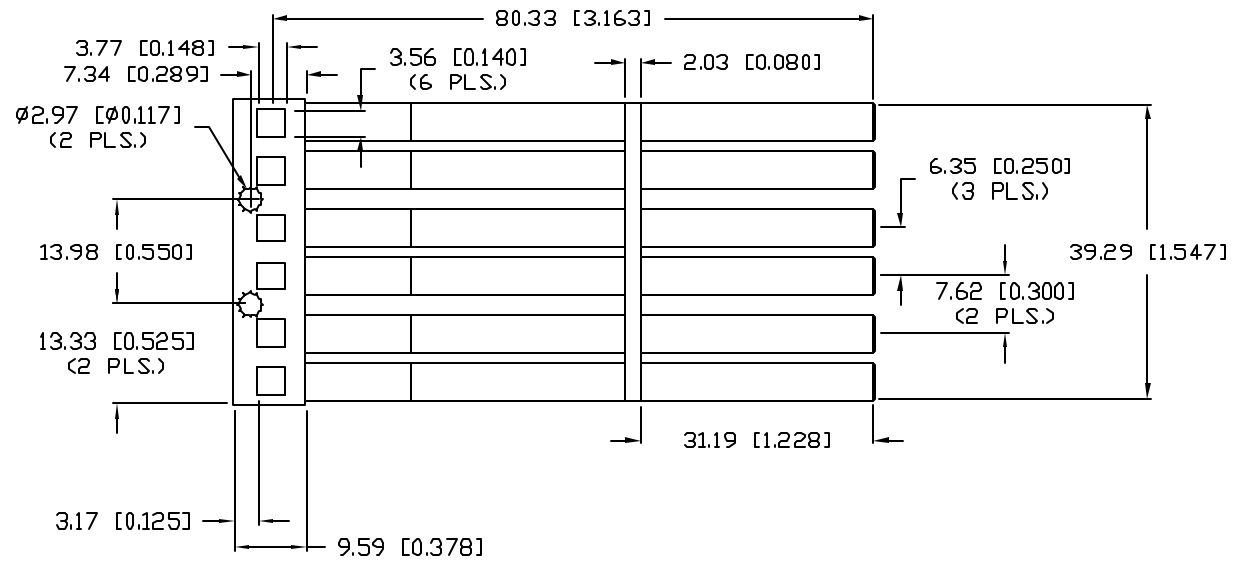 80.33 [3.163]
3.77 [0.148]
7.34 [0.289]
3.56 [0.140]
(6 PLS.)
2.03 [0.080]
Ø2.97 [Ø0.117]
(2 PLS.)
6.35 [0.250]
(3 PLS.)
13.98 [0.550]
39.29 [1.547]
7.62 [0.300]
(2 PLS.)
13.33 [0.525]
(2 PLS.)
31.19 [1.228]
3.17 [0.125]
9.59 [0.378]